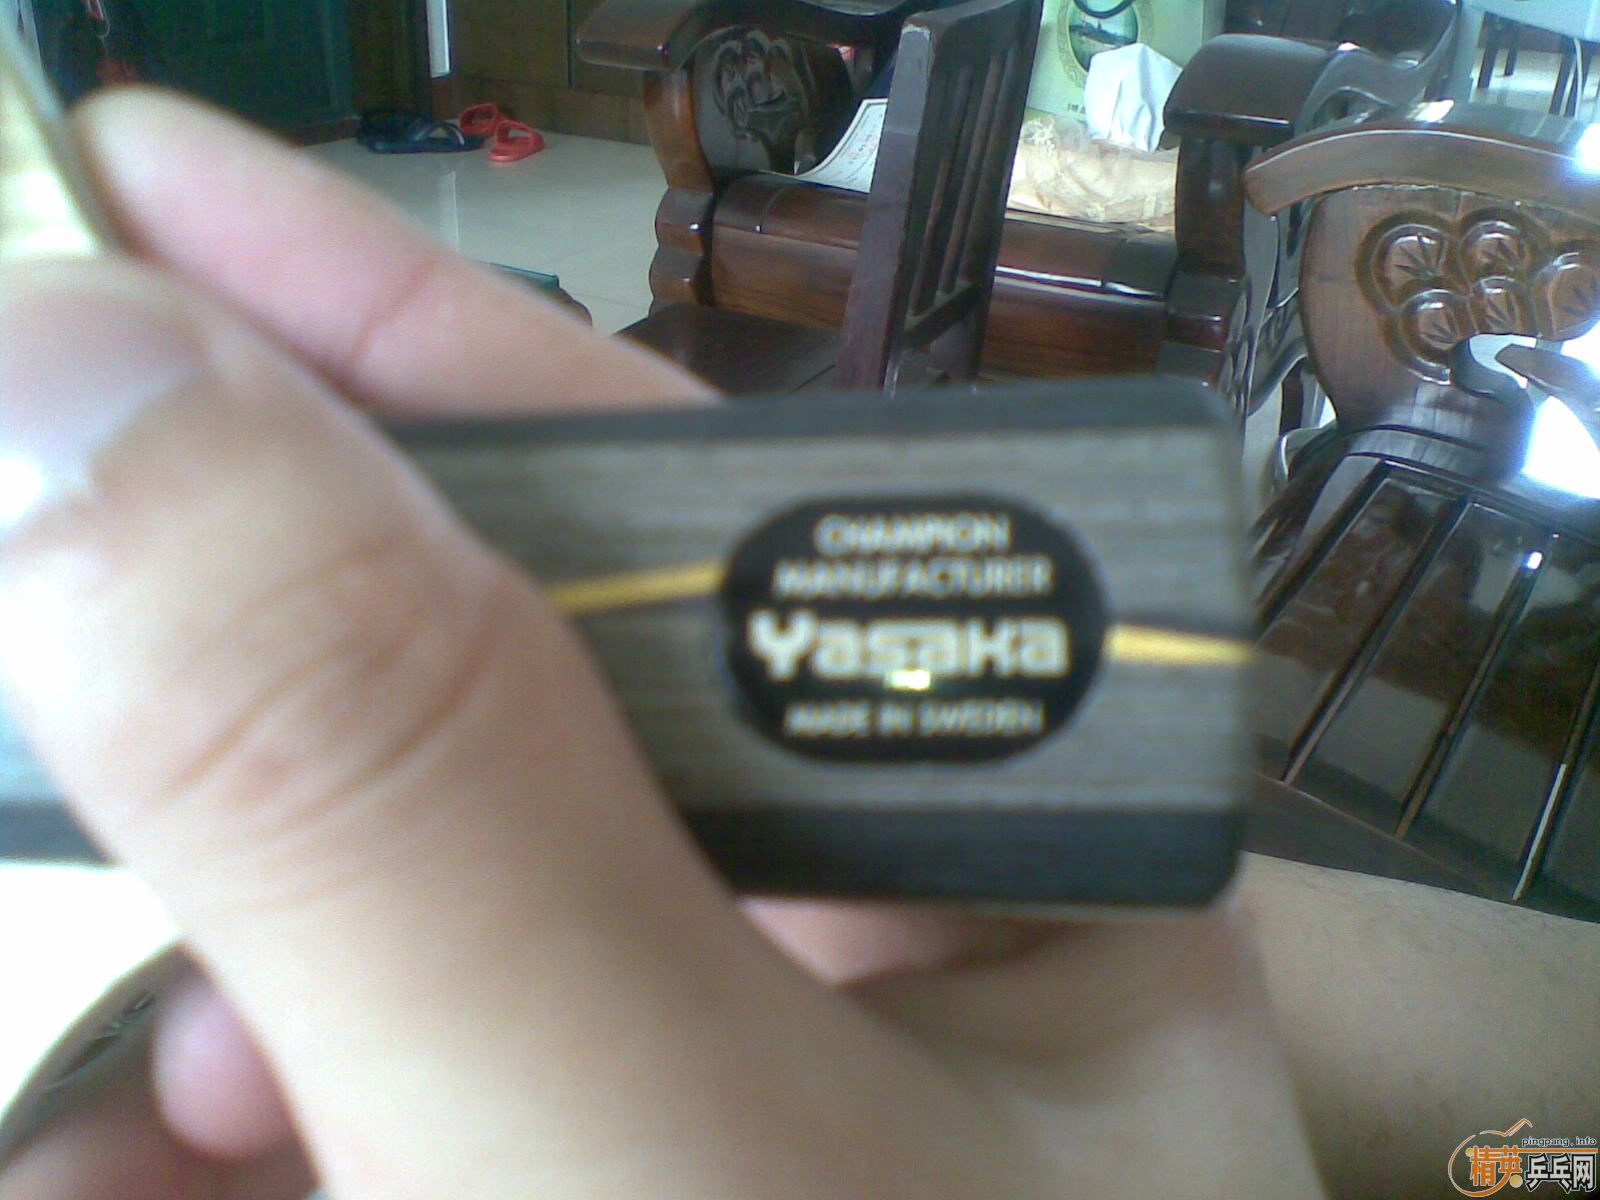 CHAMPION
MANUFACTURER
Yasaka
MADE IN SWEDEN
pingpang.info
精英乒乓网